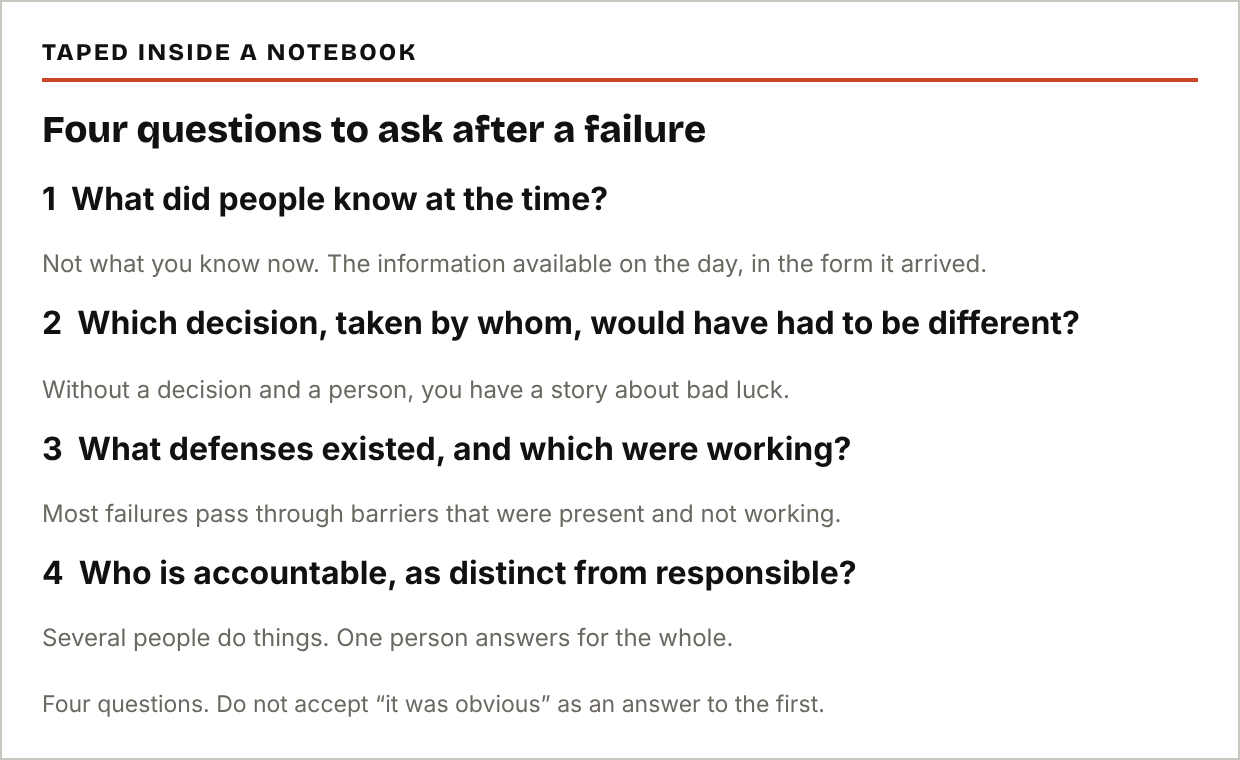 TAPED INSIDE A NOTEBOOK
Four questions to ask after a failure
1 What did people know at the time?
Not what you know now. The information available on the day, in the form it arrived.
2 Which decision, taken by whom, would have had to be different?
Without a decision and a person, you have a story about bad luck.
3 What defenses existed, and which were working?
Most failures pass through barriers that were present and not working.
4 Who is accountable, as distinct from responsible?
Several people do things. One person answers for the whole.
Four questions. Do not accept “it was obvious” as an answer to the first.